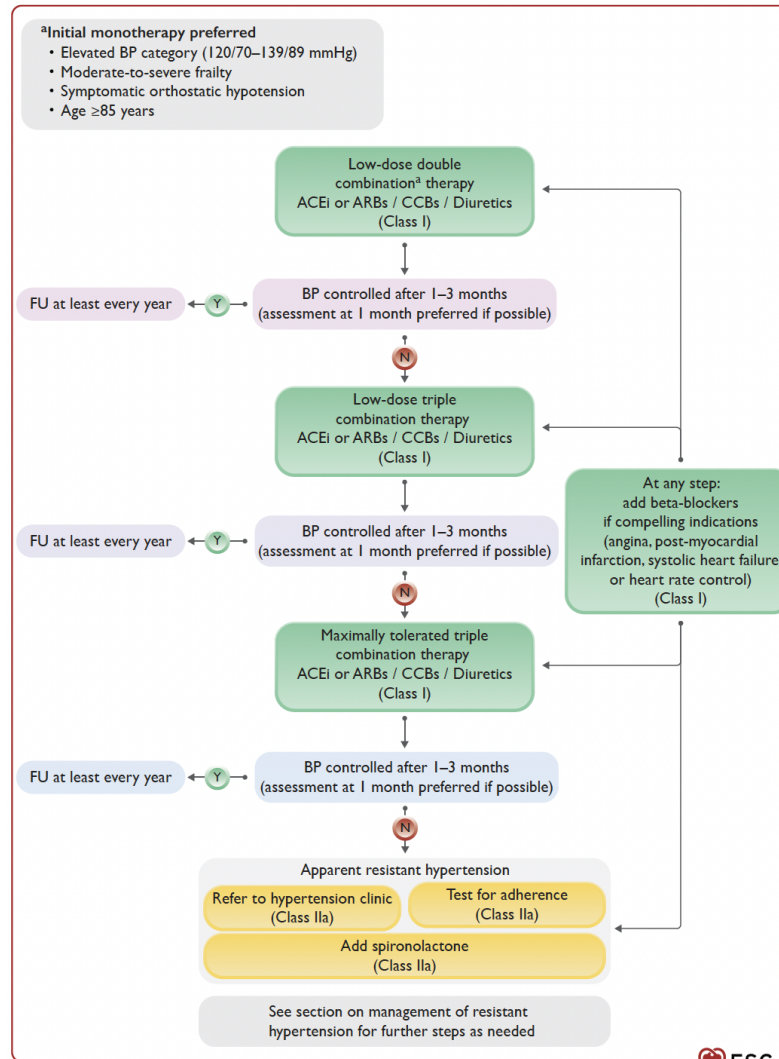 ᵃInitial monotherapy preferred
• Elevated BP category (120/70–139/89 mmHg)
• Moderate-to-severe frailty
• Symptomatic orthostatic hypotension
• Age ≥85 years
Low-dose double
combinationᵃ therapy
ACEi or ARBs / CCBs / Diuretics
(Class I)
FU at least every year
Y
BP controlled after 1–3 months
(assessment at 1 month preferred if possible)
N
Low-dose triple
combination therapy
ACEi or ARBs / CCBs / Diuretics
(Class I)
At any step:
add beta-blockers
if compelling indications
(angina, post-myocardial
infarction, systolic heart failure
or heart rate control)
(Class I)
FU at least every year
Y
BP controlled after 1–3 months
(assessment at 1 month preferred if possible)
N
Maximally tolerated triple
combination therapy
ACEi or ARBs / CCBs / Diuretics
(Class I)
FU at least every year
Y
BP controlled after 1–3 months
(assessment at 1 month preferred if possible)
N
Apparent resistant hypertension
Refer to hypertension clinic
(Class IIa)
Test for adherence
(Class IIa)
Add spironolactone
(Class IIa)
See section on management of resistant
hypertension for further steps as needed